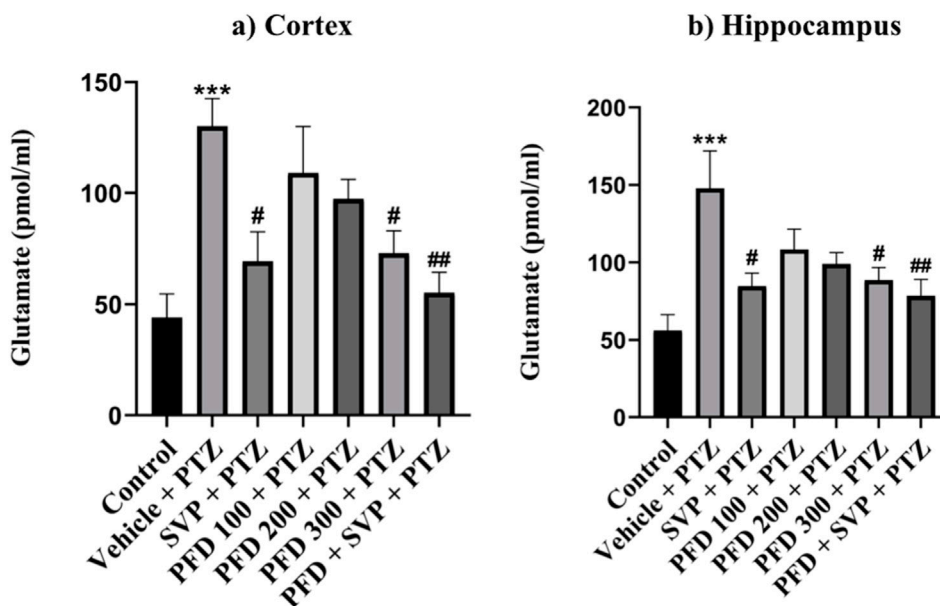 a) Cortex
Glutamate (pmol/ml)
150
100
50
0
***
#
#
##
Control
Vehicle + PTZ
SVP + PTZ
PFD 100 + PTZ
PFD 200 + PTZ
PFD 300 + PTZ
PFD + SVP + PTZ
b) Hippocampus
Glutamate (pmol/ml)
200
150
100
50
0
***
#
#
##
Control
Vehicle + PTZ
SVP + PTZ
PFD 100 + PTZ
PFD 200 + PTZ
PFD 300 + PTZ
PFD + SVP + PTZ